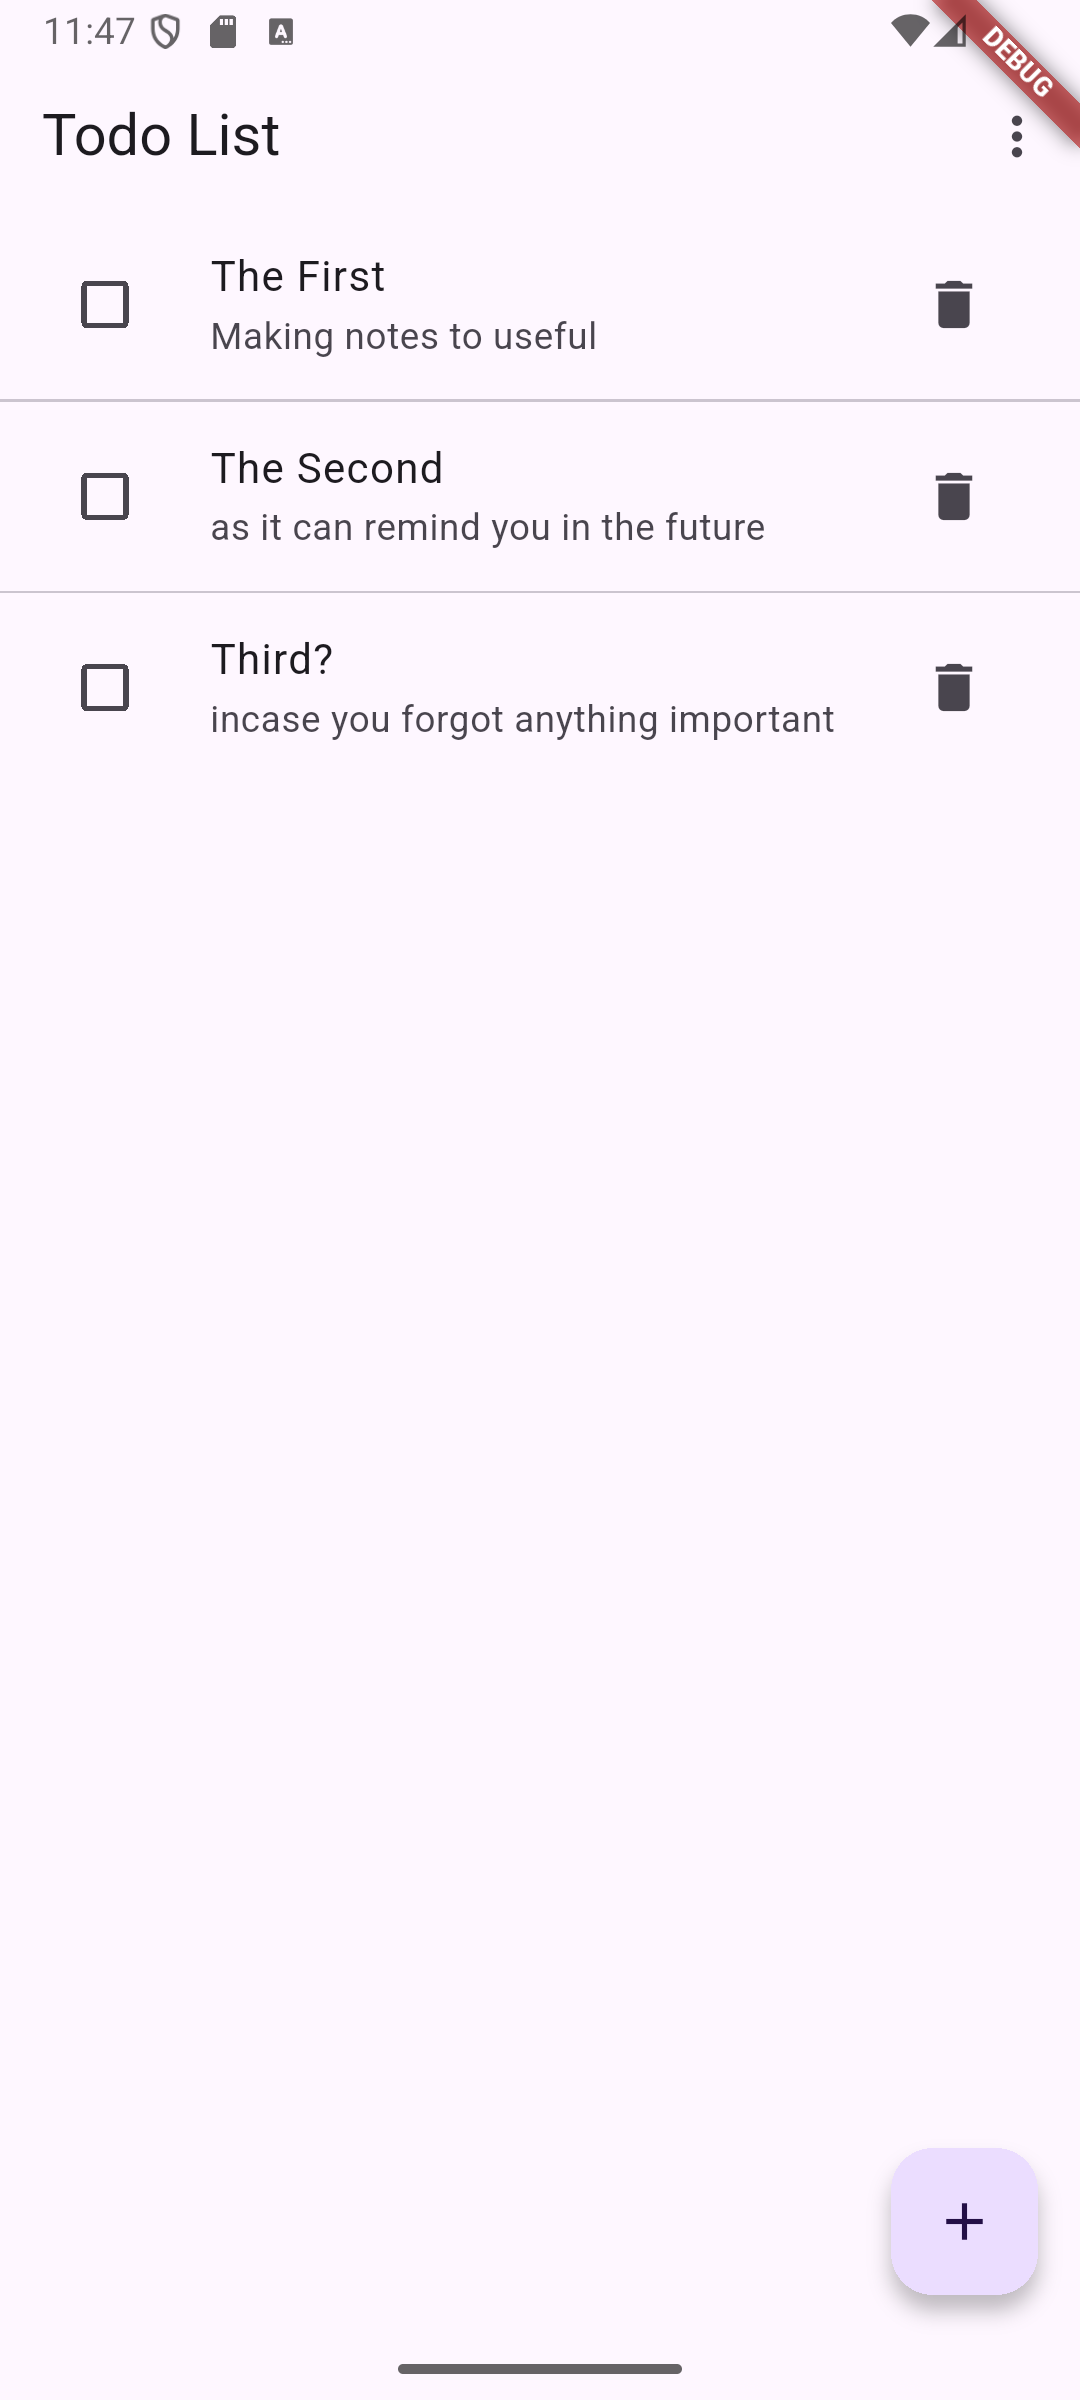 11:47
DEBUG
Todo List
The First
Making notes to useful
The Second
as it can remind you in the future
Third?
incase you forgot anything important